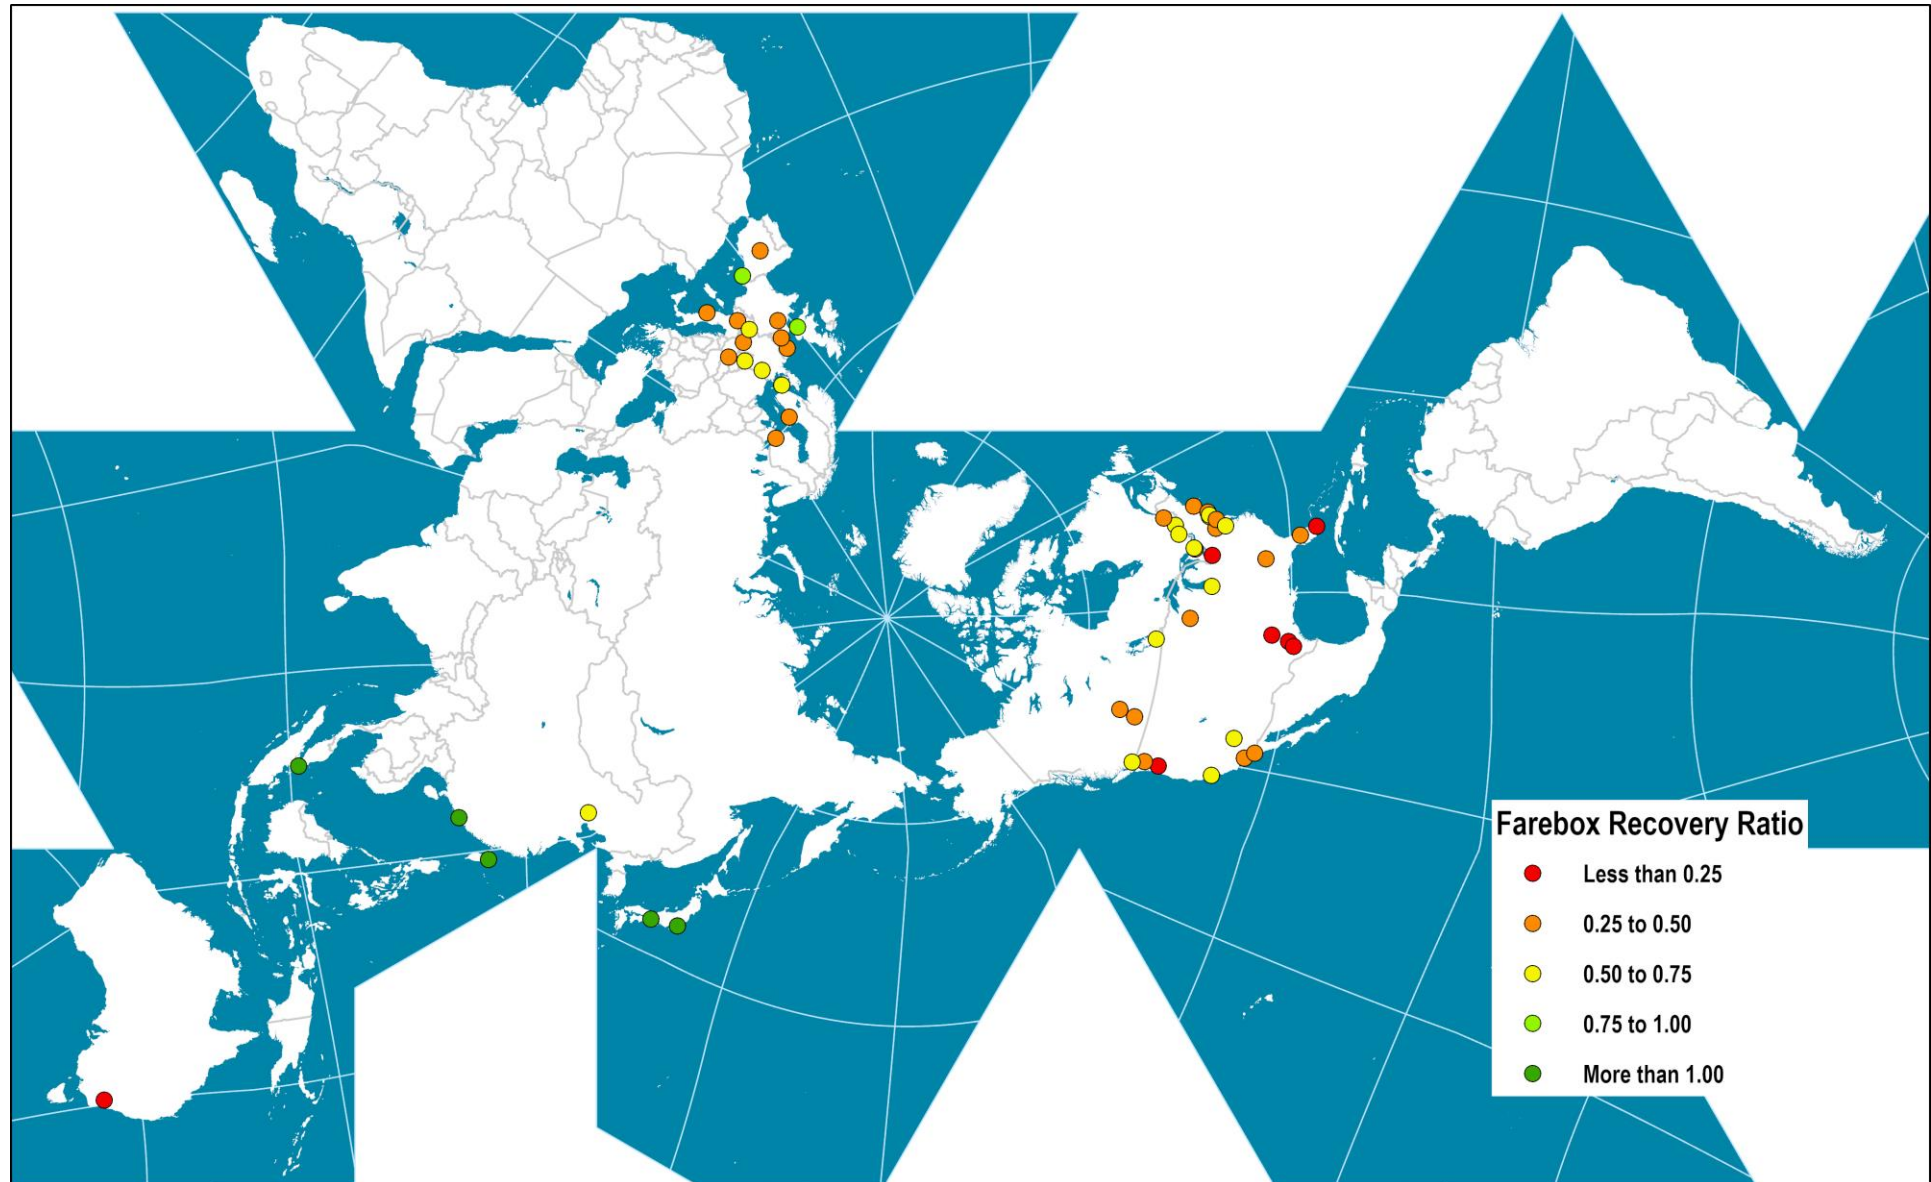 Farebox Recovery Ratio
Less than 0.25
0.25 to 0.50
0.50 to 0.75
0.75 to 1.00
More than 1.00